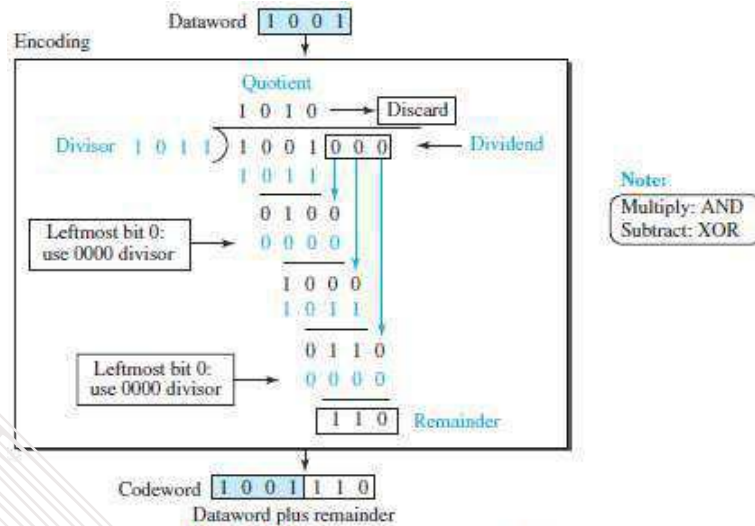 Dataword 1 0 0 1
Encoding
Quotient
1 0 1 0 Discard
Divisor 1 0 1 1 ) 1 0 0 1 0 0 0 Dividend
1 0 1 1
0 1 0 0
Leftmost bit 0:
use 0000 divisor
0 0 0 0
1 0 0 0
1 0 1 1
0 1 1 0
Leftmost bit 0:
use 0000 divisor
0 0 0 0
1 1 0 Remainder
Note:
Multiply: AND
Subtract: XOR
Codeword 1 0 0 1 1 1 0
Dataword plus remainder